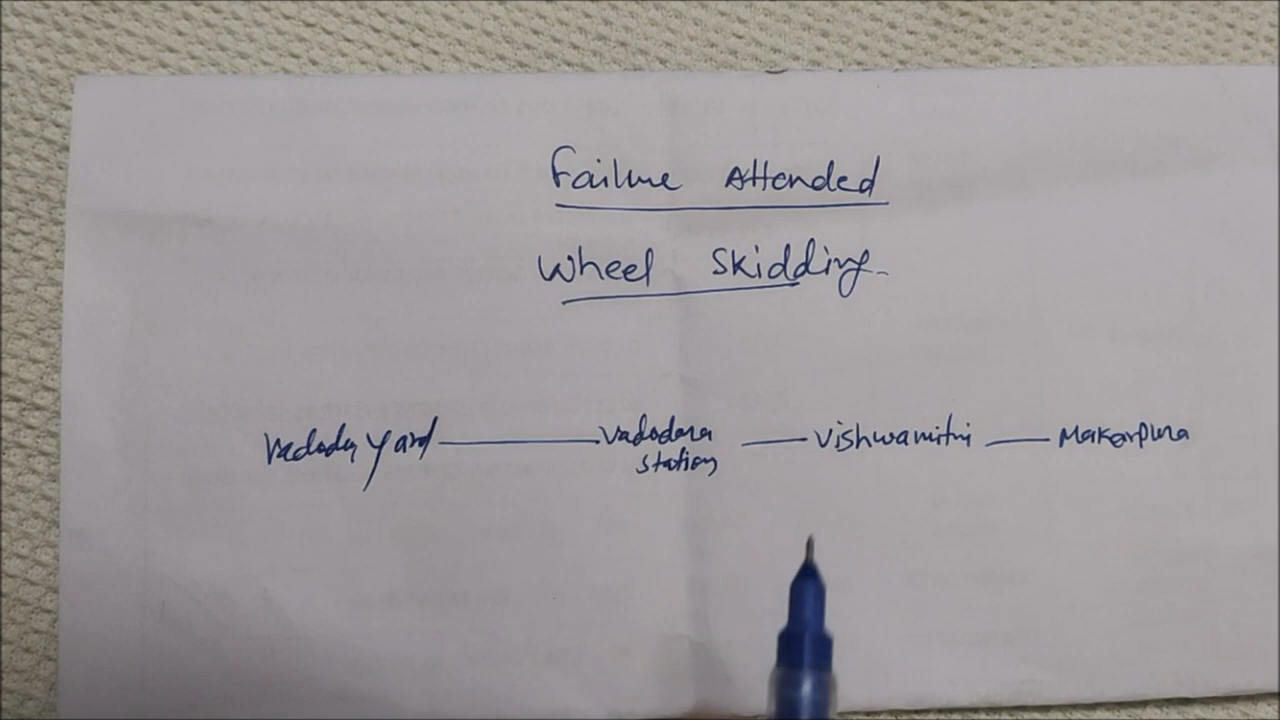 Failure Attended
Wheel Skidding
Vadodara Yard — Vadodara Station — Vishwamitri — Makarpura